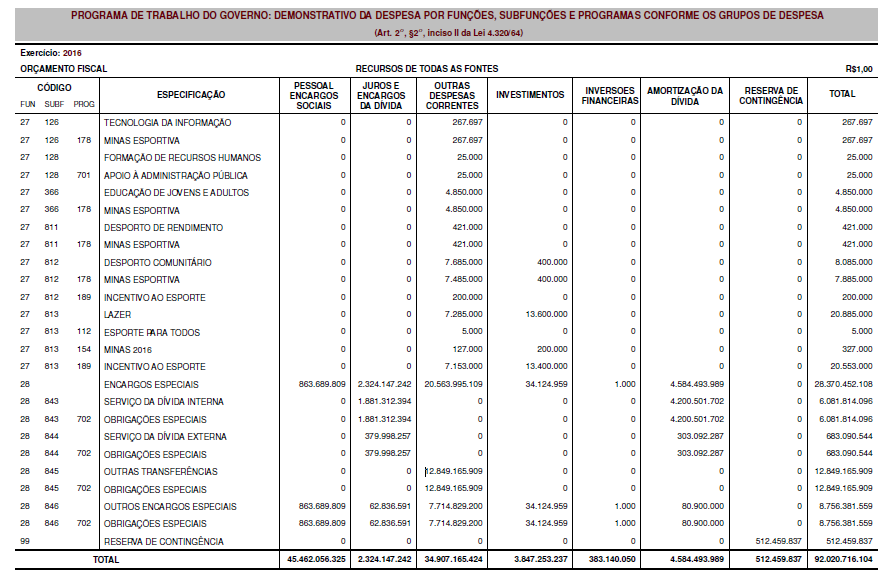 PROGRAMA DE TRABALHO DO GOVERNO: DEMONSTRATIVO DA DESPESA POR FUNÇÕES, SUBFUNÇÕES E PROGRAMAS CONFORME OS GRUPOS DE DESPESA
(Art. 2°, §2°, inciso II da Lei 4.320/64)
Exercício: 2016
ORÇAMENTO FISCAL RECURSOS DE TODAS AS FONTES R$1,00
CÓDIGO ESPECIFICAÇÃO PESSOAL ENCARGOS SOCIAIS JUROS E ENCARGOS DA DÍVIDA OUTRAS DESPESAS CORRENTES INVESTIMENTOS INVERSOES FINANCEIRAS AMORTIZAÇÃO DA DÍVIDA RESERVA DE CONTINGÊNCIA TOTAL
FUN SUBF PROG
27 126 TECNOLOGIA DA INFORMAÇÃO 0 0 267.697 0 0 0 0 267.697
27 126 178 MINAS ESPORTIVA 0 0 267.697 0 0 0 0 267.697
27 128 FORMAÇÃO DE RECURSOS HUMANOS 0 0 25.000 0 0 0 0 25.000
27 128 701 APOIO À ADMINISTRAÇÃO PÚBLICA 0 0 25.000 0 0 0 0 25.000
27 366 EDUCAÇÃO DE JOVENS E ADULTOS 0 0 4.850.000 0 0 0 0 4.850.000
27 366 178 MINAS ESPORTIVA 0 0 4.850.000 0 0 0 0 4.850.000
27 811 DESPORTO DE RENDIMENTO 0 0 421.000 0 0 0 0 421.000
27 811 178 MINAS ESPORTIVA 0 0 421.000 0 0 0 0 421.000
27 812 DESPORTO COMUNITÁRIO 0 0 7.685.000 400.000 0 0 0 8.085.000
27 812 178 MINAS ESPORTIVA 0 0 7.485.000 400.000 0 0 0 7.885.000
27 812 189 INCENTIVO AO ESPORTE 0 0 200.000 0 0 0 0 200.000
27 813 LAZER 0 0 7.285.000 13.600.000 0 0 0 20.885.000
27 813 112 ESPORTE PARA TODOS 0 0 5.000 0 0 0 0 5.000
27 813 154 MINAS 2016 0 0 127.000 200.000 0 0 0 327.000
27 813 189 INCENTIVO AO ESPORTE 0 0 7.153.000 13.400.000 0 0 0 20.553.000
28 ENCARGOS ESPECIAIS 863.689.809 2.324.147.242 20.563.995.109 34.124.959 1.000 4.584.493.989 0 28.370.452.108
28 843 SERVIÇO DA DÍVIDA INTERNA 0 1.881.312.394 0 0 0 4.200.501.702 0 6.081.814.096
28 843 702 OBRIGAÇÕES ESPECIAIS 0 1.881.312.394 0 0 0 4.200.501.702 0 6.081.814.096
28 844 SERVIÇO DA DÍVIDA EXTERNA 0 379.998.257 0 0 0 303.092.287 0 683.090.544
28 844 702 OBRIGAÇÕES ESPECIAIS 0 379.998.257 0 0 0 303.092.287 0 683.090.544
28 845 OUTRAS TRANSFERÊNCIAS 0 0 12.849.165.909 0 0 0 0 12.849.165.909
28 845 702 OBRIGAÇÕES ESPECIAIS 0 0 12.849.165.909 0 0 0 0 12.849.165.909
28 846 OUTROS ENCARGOS ESPECIAIS 863.689.809 62.836.591 7.714.829.200 34.124.959 1.000 80.900.000 0 8.756.381.559
28 846 702 OBRIGAÇÕES ESPECIAIS 863.689.809 62.836.591 7.714.829.200 34.124.959 1.000 80.900.000 0 8.756.381.559
99 RESERVA DE CONTINGÊNCIA 0 0 0 0 0 0 512.459.837 512.459.837
TOTAL 45.462.056.325 2.324.147.242 34.907.165.424 3.847.253.237 383.140.050 4.584.493.989 512.459.837 92.020.716.104